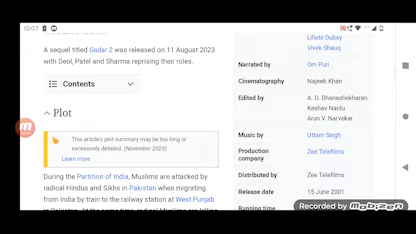 10:07
Liliete Dubey
Vivek Shauq
A sequel titled Gadar 2 was released on 11 August 2023
with Deol, Patel and Sharma reprising their roles.
Contents
Plot
This article's plot summary may be too long or
excessively detailed. (November 2023)
Learn more
During the Partition of India, Muslims are attacked by
radical Hindus and Sikhs in Pakistan when migrating
from India by train to the railway station at West Punjab
Narrated by Om Puri
Cinematography Najeeb Khan
Edited by A. D. Dhanashekharan
Keshav Naidu
Arun V. Narvekar
Music by Uttam Singh
Production
company Zee Telefilms
Distributed by Zee Telefilms
Release date 15 June 2001
Running time
Recorded by Mobizen